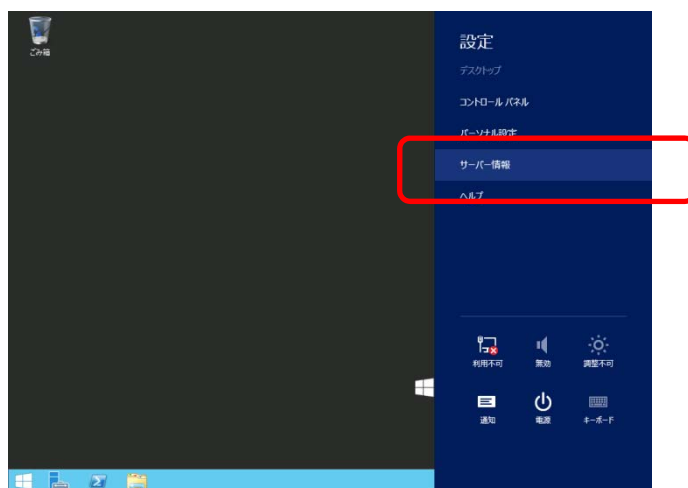 ごみ箱
設定
デスクトップ
コントロール パネル
パーソナル設定
サーバー情報
ヘルプ
利用不可
無効
調整不可
通知
電源
キーボード